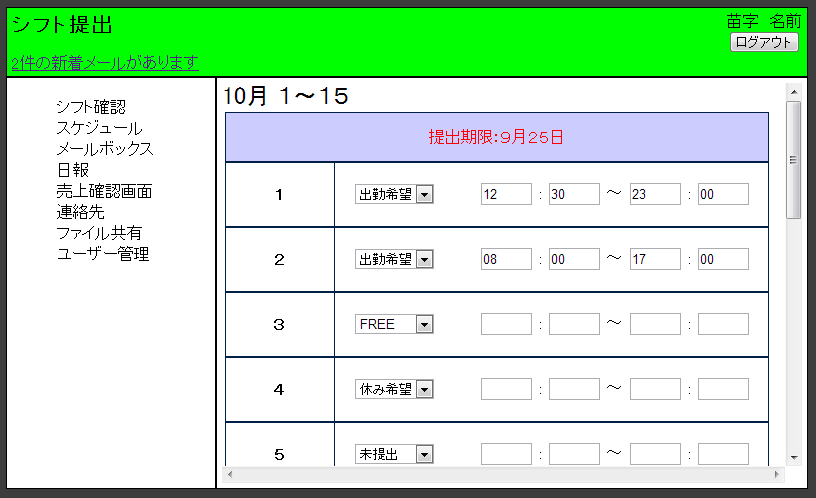 シフト提出
苗字 名前
ログアウト
2件の新着メールがあります
シフト確認
スケジュール
メールボックス
日報
売上確認画面
連絡先
ファイル共有
ユーザー管理
10月 1～15
提出期限:9月25日
1 出勤希望 12 : 30 ～ 23 : 00
2 出勤希望 08 : 00 ～ 17 : 00
3 FREE : ～ :
4 休み希望 : ～ :
5 未提出 : ～ :